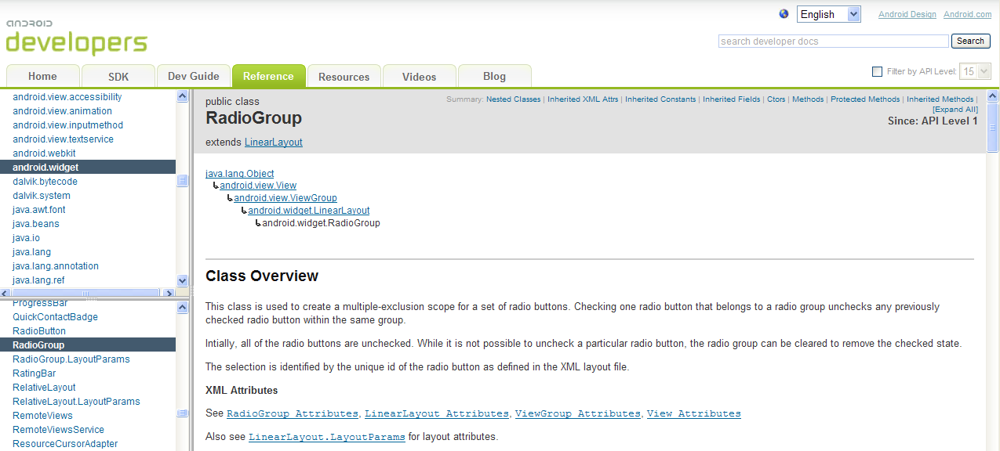 English
Android Design Android.com
android
developers
search developer docs Search
Home SDK Dev Guide Reference Resources Videos Blog
Filter by API Level: 15
android.view.accessibility
android.view.animation
android.view.inputmethod
android.view.textservice
android.webkit
android.widget
dalvik.bytecode
dalvik.system
java.awt.font
java.beans
java.io
java.lang
java.lang.annotation
java.lang.ref
ProgressBar
QuickContactBadge
RadioButton
RadioGroup
RadioGroup.LayoutParams
RatingBar
RelativeLayout
RelativeLayout.LayoutParams
RemoteViews
RemoteViewsService
ResourceCursorAdapter
public class
RadioGroup
extends LinearLayout
Summary: Nested Classes | Inherited XML Attrs | Inherited Constants | Inherited Fields | Ctors | Methods | Protected Methods | Inherited Methods |
[Expand All]
Since: API Level 1
java.lang.Object
android.view.View
android.view.ViewGroup
android.widget.LinearLayout
android.widget.RadioGroup
Class Overview
This class is used to create a multiple-exclusion scope for a set of radio buttons. Checking one radio button that belongs to a radio group unchecks any previously
checked radio button within the same group.
Intially, all of the radio buttons are unchecked. While it is not possible to uncheck a particular radio button, the radio group can be cleared to remove the checked state.
The selection is identified by the unique id of the radio button as defined in the XML layout file.
XML Attributes
See RadioGroup Attributes, LinearLayout Attributes, ViewGroup Attributes, View Attributes
Also see LinearLayout.LayoutParams for layout attributes.